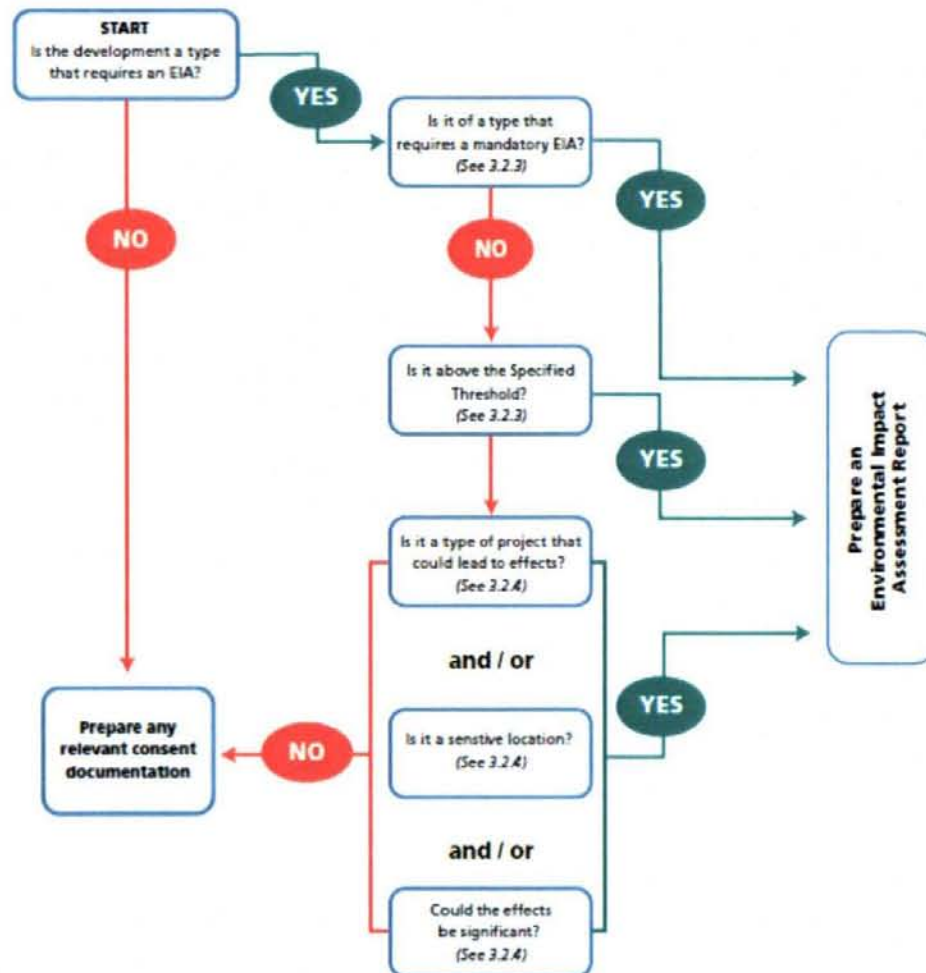 START
Is the development a type
that requires an EIA?
YES
Is it of a type that
requires a mandatory EIA?
(See 3.2.3)
YES
NO
NO
Is it above the Specified
Threshold?
(See 3.2.3)
YES
Prepare an
Environmental Impact
Assessment Report
Is it a type of project that
could lead to effects?
(See 3.2.4)
and / or
YES
Prepare any
relevant consent
documentation
NO
Is it a senstive location?
(See 3.2.4)
and / or
Could the effects
be significant?
(See 3.2.4)